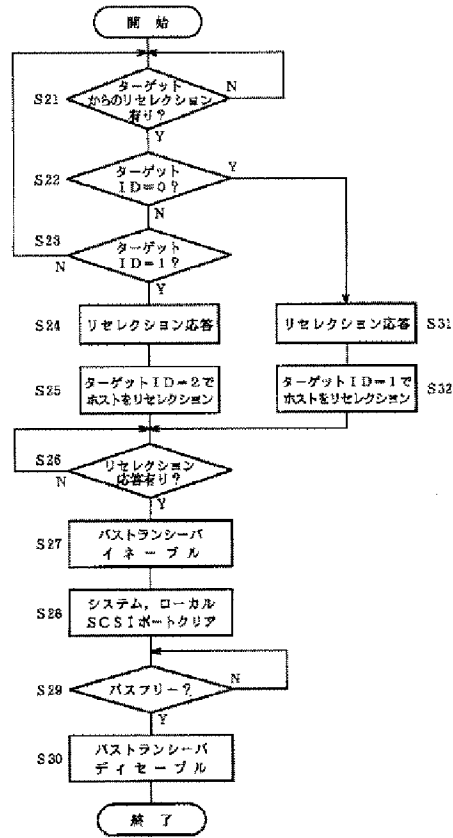 開始
S21
ターゲット
からのリセレクション
有り？
N
Y
S22
ターゲット
ID=0？
Y
N
S23
ターゲット
ID=1？
N
Y
S24
リセレクション応答
リセレクション応答
S31
S25
ターゲットID=2で
ホストをリセレクション
ターゲットID=1で
ホストをリセレクション
S32
S26
リセレクション
応答有り？
N
Y
S27
バストランシーバ
イネーブル
S28
システム，ローカル
SCSIポートクリア
S29
バスフリー？
N
Y
S30
バストランシーバ
ディセーブル
終了